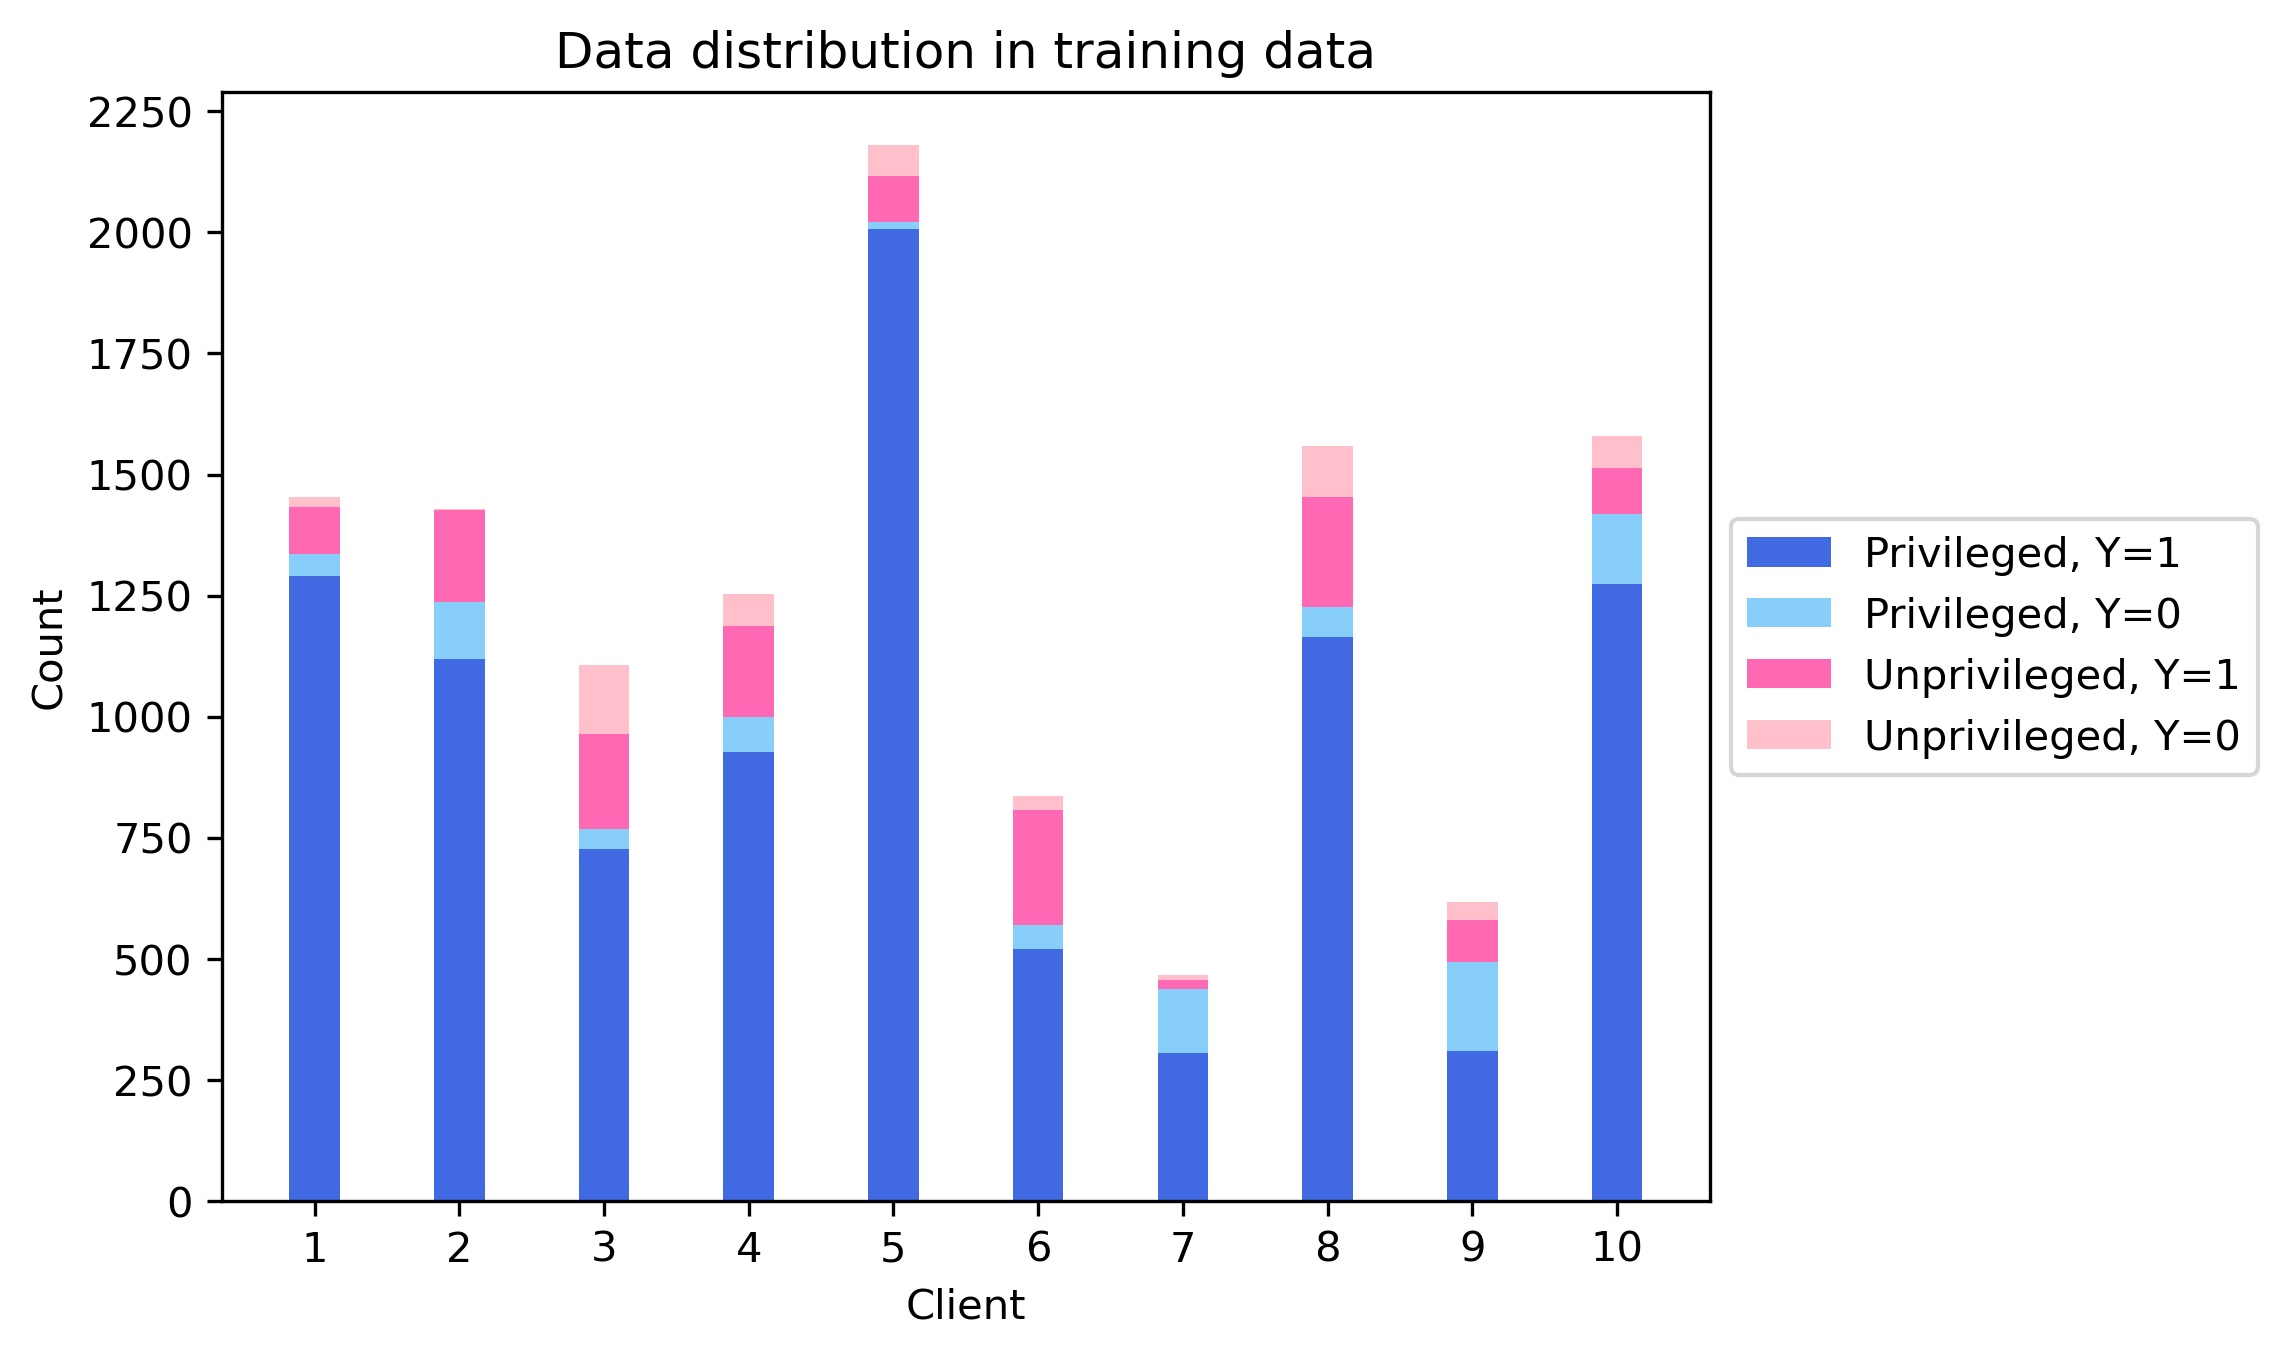 Data distribution in training data
2250
2000
1750
1500
1250
1000
750
500
250
0
Count
1 2 3 4 5 6 7 8 9 10
Client
Privileged, Y=1
Privileged, Y=0
Unprivileged, Y=1
Unprivileged, Y=0